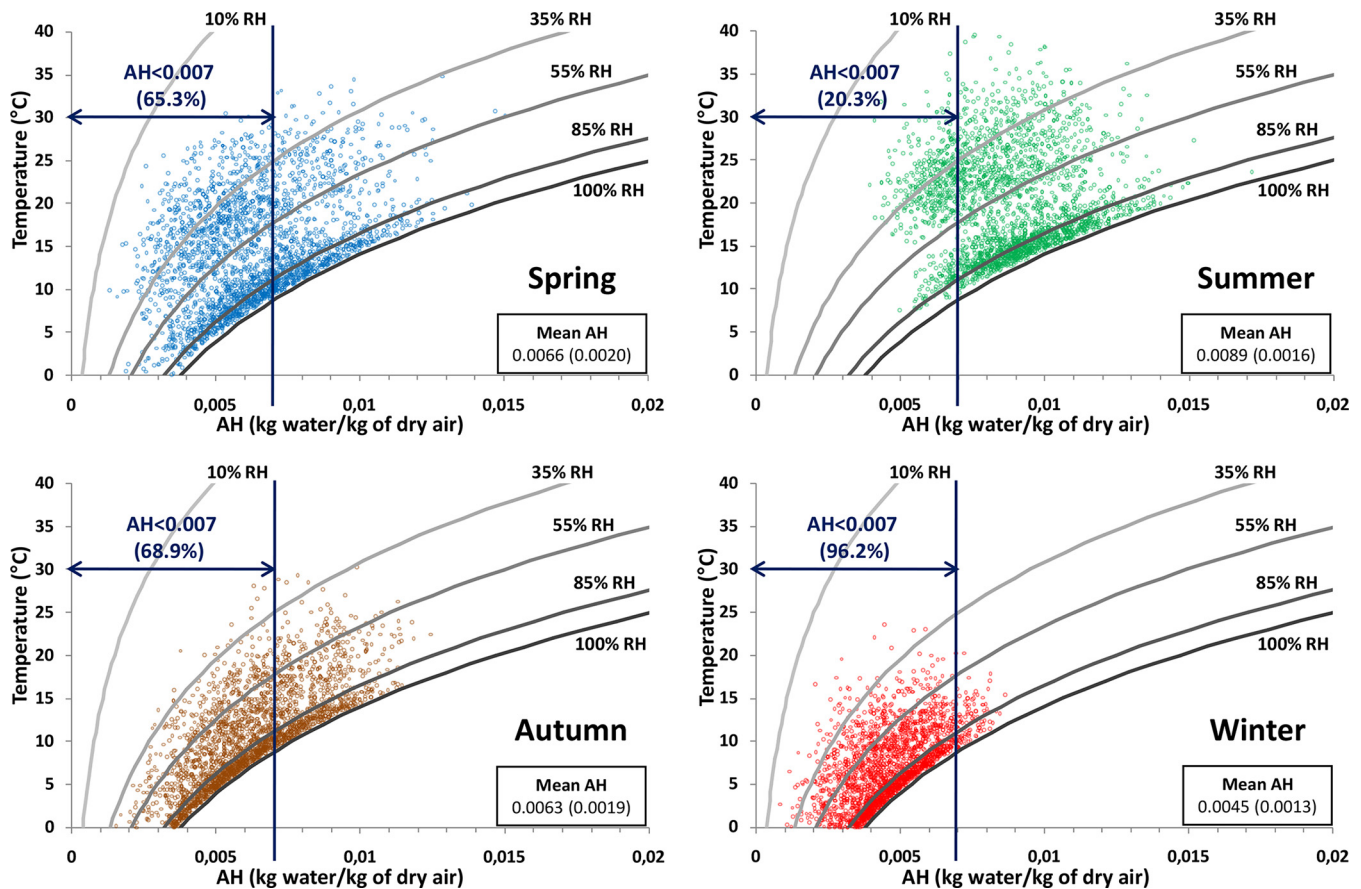 10% RH
35% RH
55% RH
85% RH
100% RH
AH<0.007
(65.3%)
Temperature (°C)
40
35
30
25
20
15
10
5
0
Spring
Mean AH
0.0066 (0.0020)
0
0,005
0,01
0,015
0,02
AH (kg water/kg of dry air)
10% RH
35% RH
55% RH
85% RH
100% RH
AH<0.007
(20.3%)
Temperature (°C)
40
35
30
25
20
15
10
5
0
Summer
Mean AH
0.0089 (0.0016)
0
0,005
0,01
0,015
0,02
AH (kg water/kg of dry air)
10% RH
35% RH
55% RH
85% RH
100% RH
AH<0.007
(68.9%)
Temperature (°C)
40
35
30
25
20
15
10
5
0
Autumn
Mean AH
0.0063 (0.0019)
0
0,005
0,01
0,015
0,02
AH (kg water/kg of dry air)
10% RH
35% RH
55% RH
85% RH
100% RH
AH<0.007
(96.2%)
Temperature (°C)
40
35
30
25
20
15
10
5
0
Winter
Mean AH
0.0045 (0.0013)
0
0,005
0,01
0,015
0,02
AH (kg water/kg of dry air)